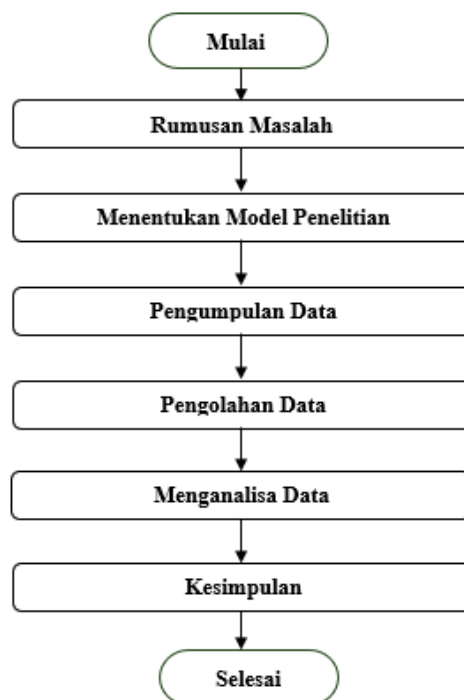 Mulai
Rumusan Masalah
Menentukan Model Penelitian
Pengumpulan Data
Pengolahan Data
Menganalisa Data
Kesimpulan
Selesai